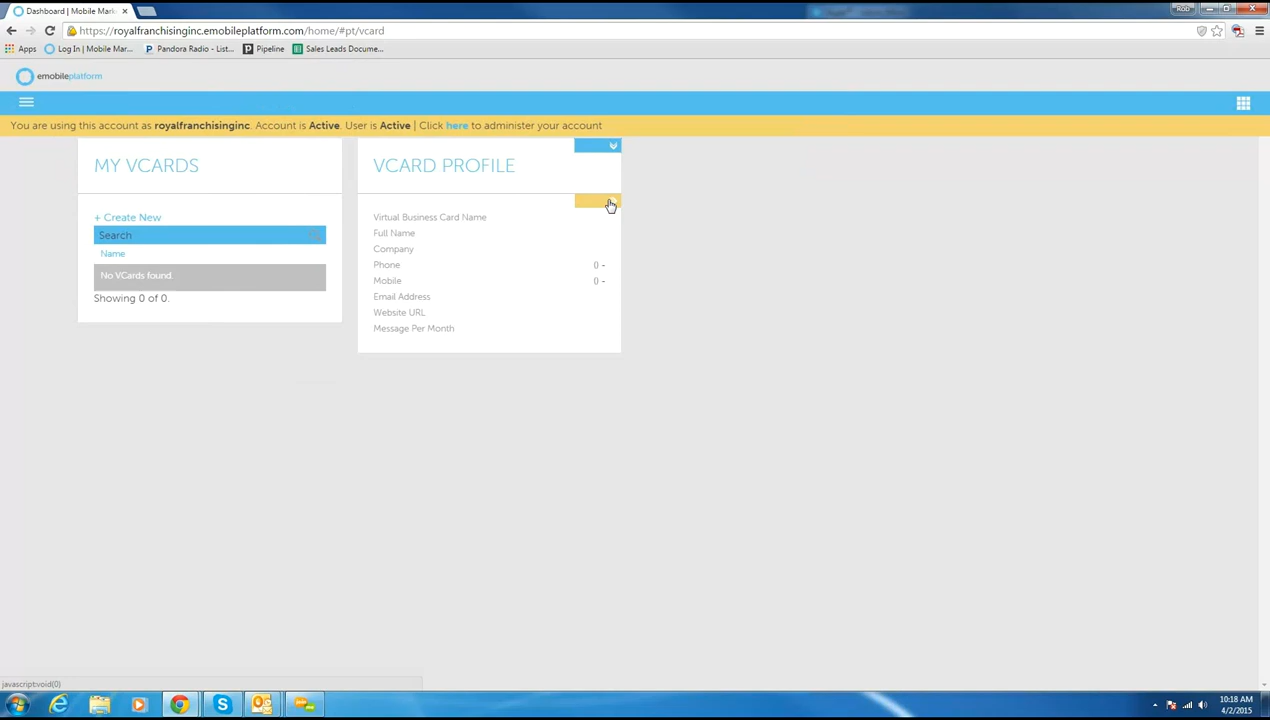 Dashboard | Mobile Mark
ROD
https://royalfranchisinginc.emobileplatform.com/home/#pt/vcard
Apps
Log In | Mobile Mar...
Pandora Radio - List...
Pipeline
Sales Leads Docume...
emobileplatform
You are using this account as royalfranchisinginc. Account is Active. User is Active | Click here to administer your account
MY VCARDS
+ Create New
Search
Name
No VCards found.
Showing 0 of 0.
VCARD PROFILE
Virtual Business Card Name
Full Name
Company
Phone () -
Mobile () -
Email Address
Website URL
Message Per Month
javascript:void(0)
10:18 AM
4/2/2015